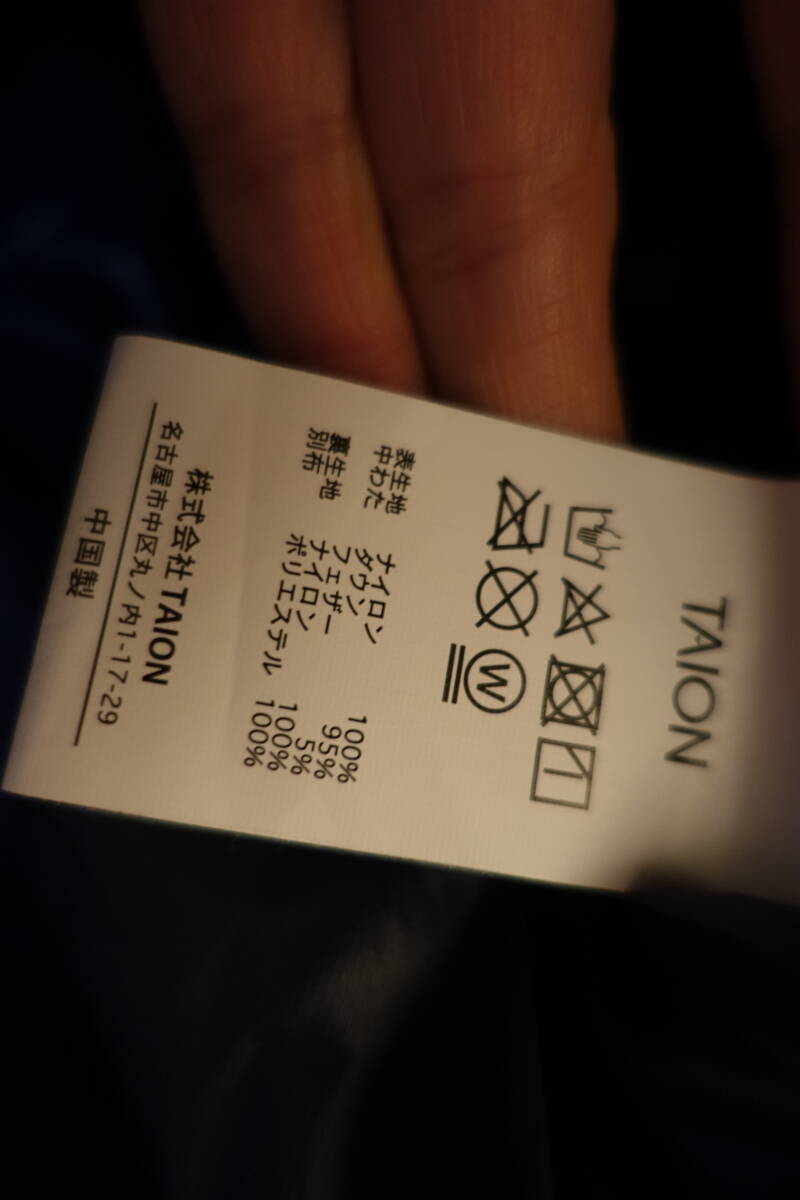 TAION
W
表生地 ナイロン 100%
中わた ダウン 95%
フェザー 5%
裏生地 ナイロン 100%
別布 ポリエステル 100%
株式会社 TAION
名古屋市中区丸ノ内1-17-29
中国製